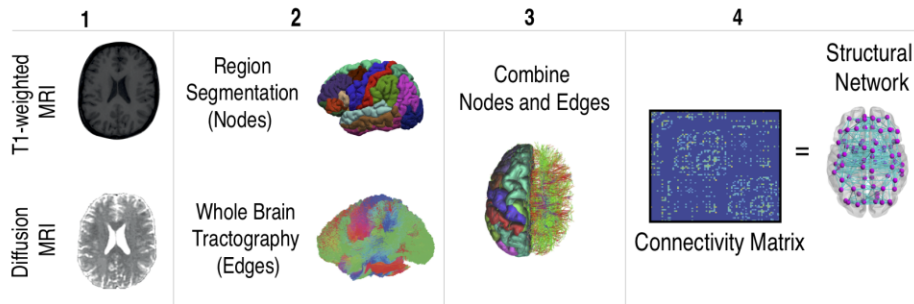 1
2
3
4
T1-weighted
MRI
Region
Segmentation
(Nodes)
Combine
Nodes and Edges
Structural
Network
=
Diffusion
MRI
Whole Brain
Tractography
(Edges)
Connectivity Matrix